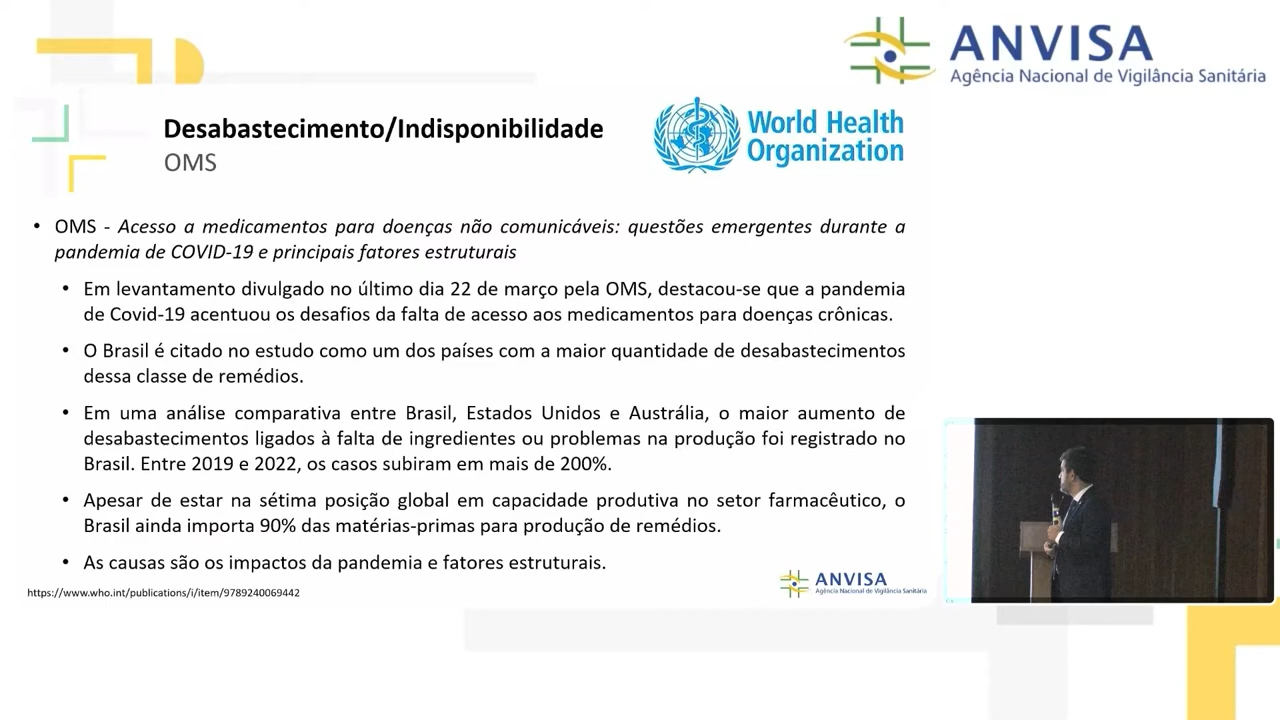 ANVISA
Agência Nacional de Vigilância Sanitária
Desabastecimento/Indisponibilidade
OMS
World Health
Organization
• OMS - Acesso a medicamentos para doenças não comunicáveis: questões emergentes durante a
pandemia de COVID-19 e principais fatores estruturais
• Em levantamento divulgado no último dia 22 de março pela OMS, destacou-se que a pandemia
de Covid-19 acentuou os desafios da falta de acesso aos medicamentos para doenças crônicas.
• O Brasil é citado no estudo como um dos países com a maior quantidade de desabastecimentos
dessa classe de remédios.
• Em uma análise comparativa entre Brasil, Estados Unidos e Austrália, o maior aumento de
desabastecimentos ligados à falta de ingredientes ou problemas na produção foi registrado no
Brasil. Entre 2019 e 2022, os casos subiram em mais de 200%.
• Apesar de estar na sétima posição global em capacidade produtiva no setor farmacêutico, o
Brasil ainda importa 90% das matérias-primas para produção de remédios.
• As causas são os impactos da pandemia e fatores estruturais.
https://www.who.int/publications/i/item/9789240069442
ANVISA
Agência Nacional de Vigilância Sanitária